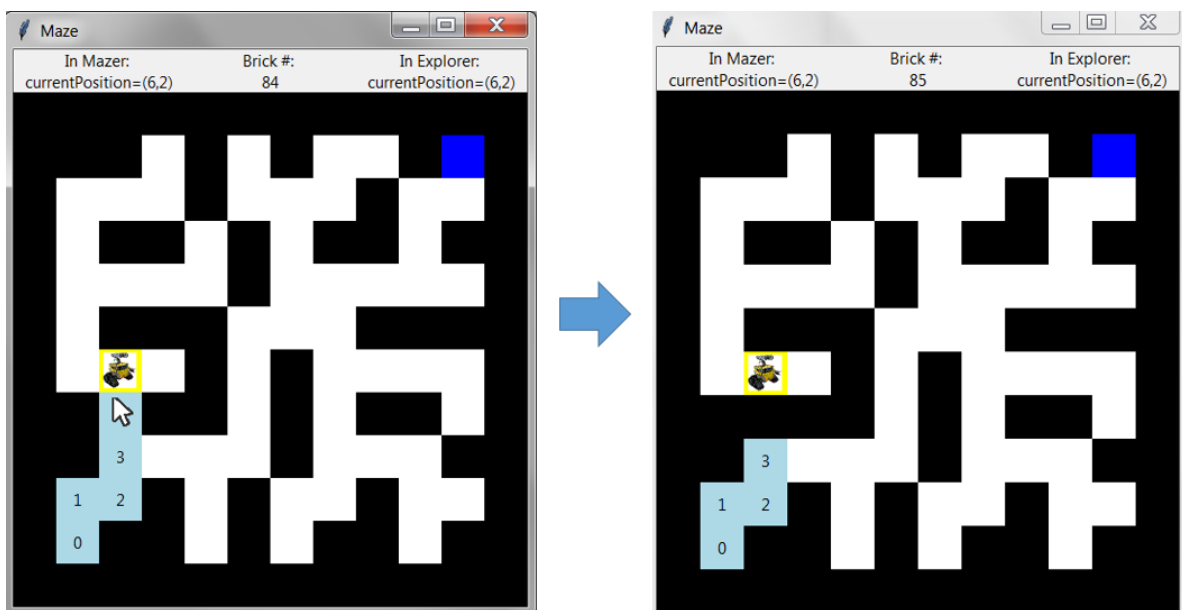 Maze
In Mazer:
currentPosition=(6,2)
Brick #:
84
In Explorer:
currentPosition=(6,2)
3
1 2
0
Maze
In Mazer:
currentPosition=(6,2)
Brick #:
85
In Explorer:
currentPosition=(6,2)
3
1 2
0